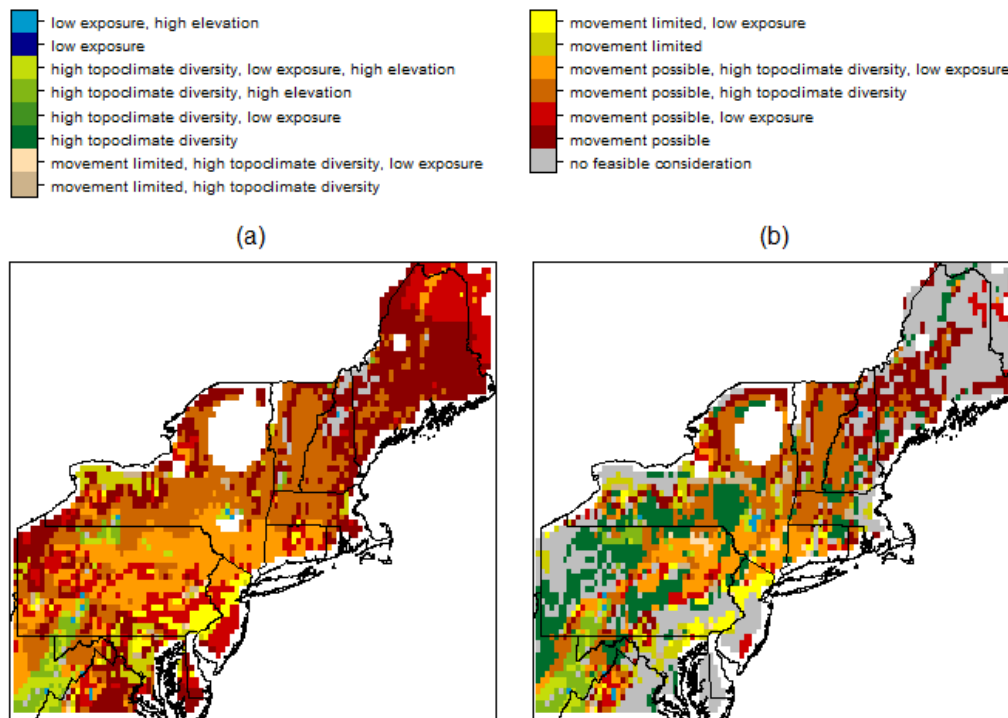 low exposure, high elevation
low exposure
high topoclimate diversity, low exposure, high elevation
high topoclimate diversity, high elevation
high topoclimate diversity, low exposure
high topoclimate diversity
movement limited, high topoclimate diversity, low exposure
movement limited, high topoclimate diversity
movement limited, low exposure
movement limited
movement possible, high topoclimate diversity, low exposure
movement possible, high topoclimate diversity
movement possible, low exposure
movement possible
no feasible consideration
(a)
(b)